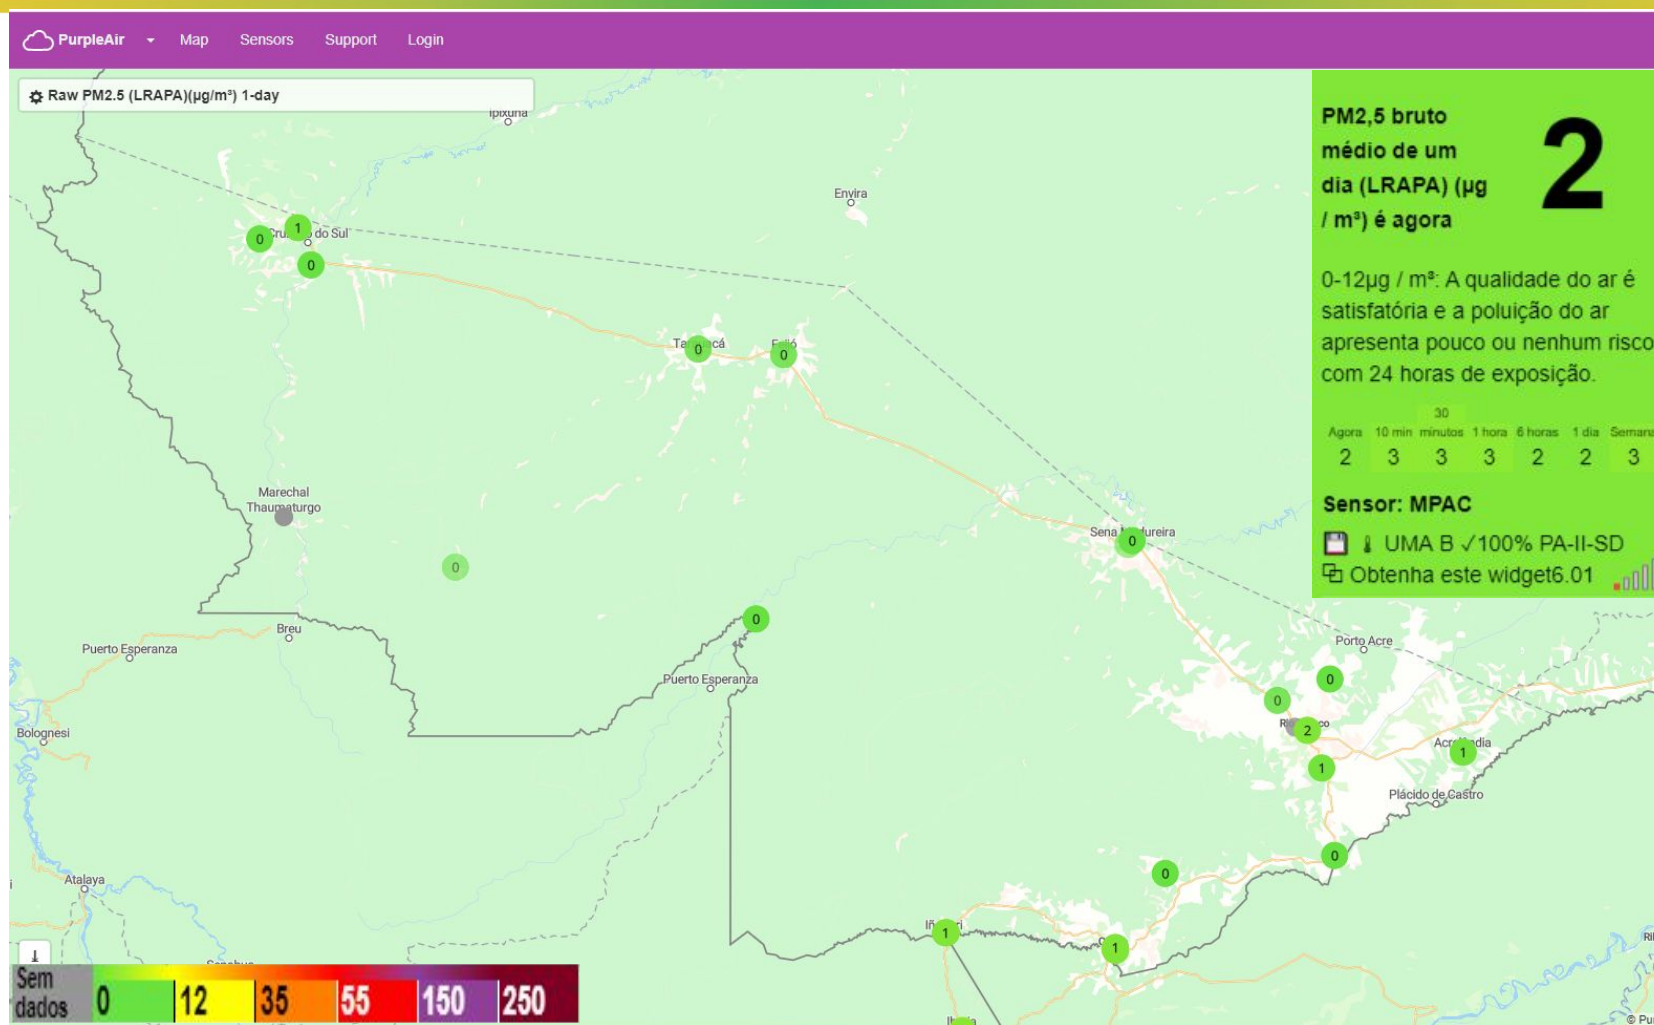 PurpleAir Map Sensors Support Login
Raw PM2.5 (LRAPA)(µg/m³) 1-day
Ipixuna
Envira
1
0
do Sul
0
0
0
Marechal
Thaumaturgo
0
Sena
0
0
Breu
Puerto Esperanza
Puerto Esperanza
Porto Acre
0
0
Bolognesi
2
1
1
Plácido de Castro
0
0
Atalaya
1
1
PM2,5 bruto
médio de um
dia (LRAPA) (µg
/ m³) é agora
2
0-12µg / m³: A qualidade do ar é
satisfatória e a poluição do ar
apresenta pouco ou nenhum risco
com 24 horas de exposição.
30
Agora 10 min minutos 1 hora 6 horas 1 dia Semana
2 3 3 3 2 2 3
Sensor: MPAC
UMA B ✓100% PA-II-SD
Obtenha este widget6.01
Sem
dados 0 12 35 55 150 250